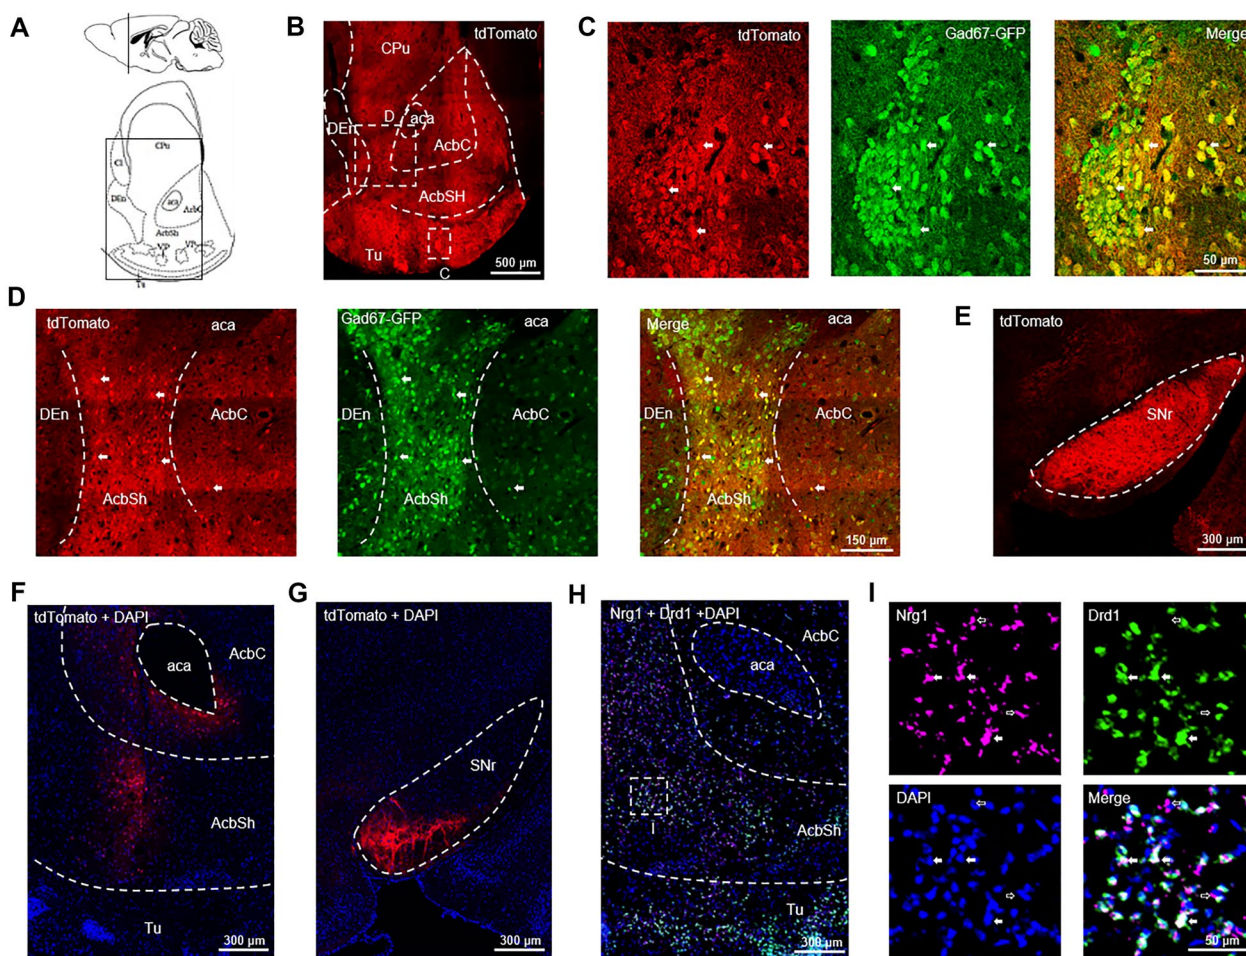 A
CPu
Cl
DEn
aca
AcbC
AcbSh
VP
VP
Tu
B
tdTomato
CPu
D
DEn
aca
AcbC
AcbSH
Tu
C
500 µm
C
tdTomato
Gad67-GFP
Merge
50 µm
D
tdTomato
aca
DEn
AcbC
AcbSh
Gad67-GFP
aca
DEn
AcbC
AcbSh
Merge
aca
DEn
AcbC
AcbSh
150 µm
E
tdTomato
SNr
300 µm
F
tdTomato + DAPI
aca
AcbC
AcbSh
Tu
300 µm
G
tdTomato + DAPI
SNr
300 µm
H
Nrg1 + Drd1 +DAPI
AcbC
aca
I
AcbSh
Tu
300 µm
I
Nrg1
Drd1
DAPI
Merge
50 µm